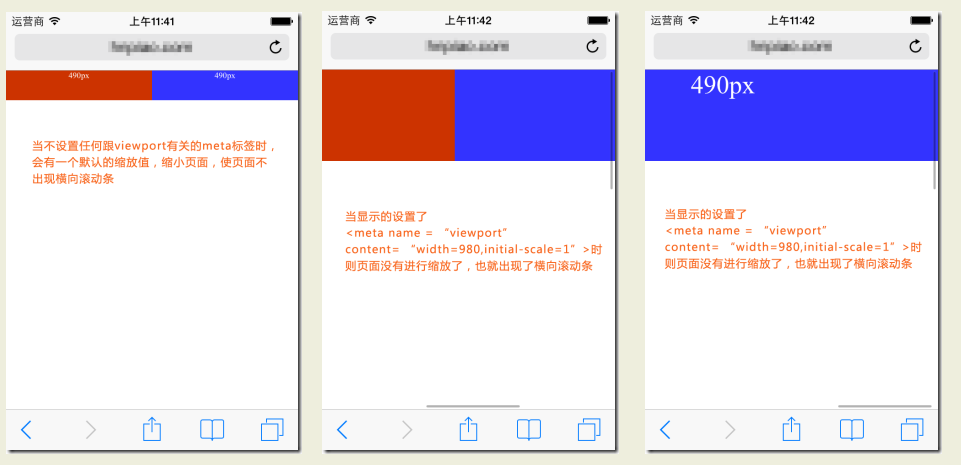 运营商 上午11:41
490px 490px
当不设置任何跟viewport有关的meta标签时，
会有一个默认的缩放值，缩小页面，使页面不
出现横向滚动条
运营商 上午11:42
当显示的设置了
<meta name = “viewport”
content= “width=980,initial-scale=1” >时
则页面没有进行缩放了，也就出现了横向滚动条
运营商 上午11:42
490px
当显示的设置了
<meta name = “viewport”
content= “width=980,initial-scale=1” >时
则页面没有进行缩放了，也就出现了横向滚动条